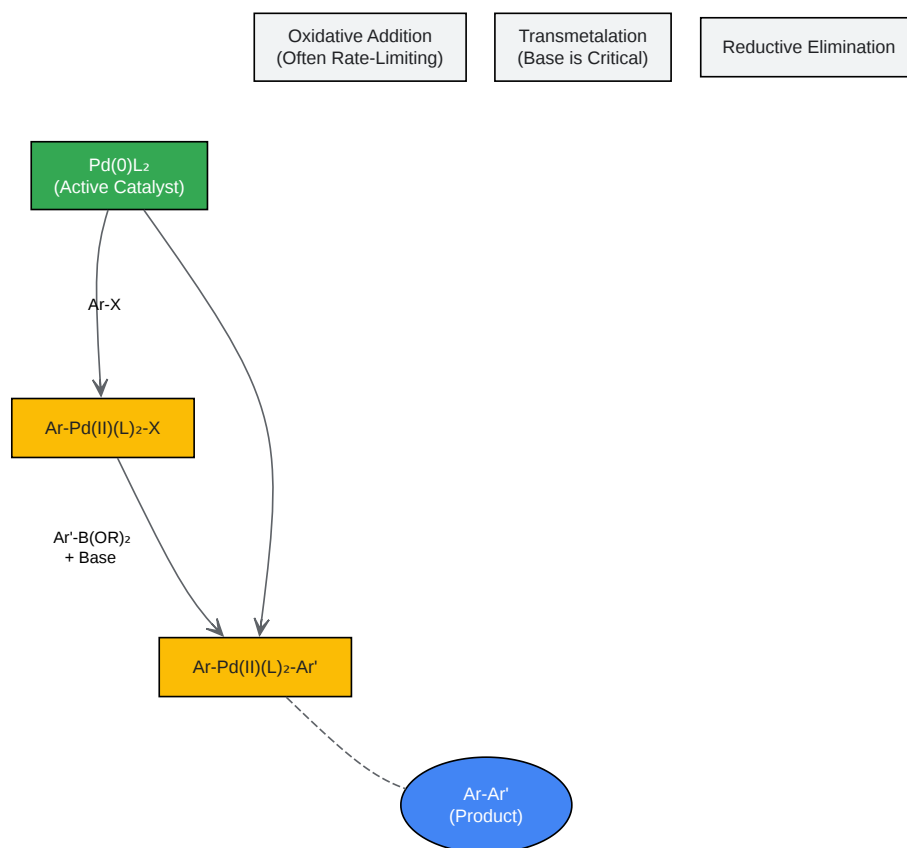 Oxidative Addition
(Often Rate-Limiting)
Transmetalation
(Base is Critical)
Reductive Elimination
Pd(0)L₂
(Active Catalyst)
Ar-X
Ar-Pd(II)(L)₂-X
Ar'-B(OR)₂
+ Base
Ar-Pd(II)(L)₂-Ar'
Ar-Ar'
(Product)